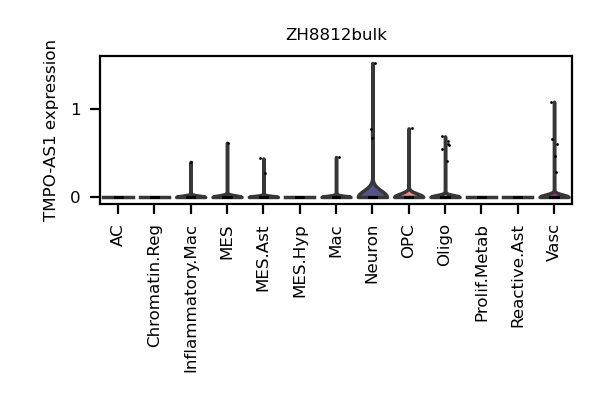 ZH8812bulk
TMPO-AS1 expression
1
0
AC
Chromatin.Reg
Inflammatory.Mac
MES
MES.Ast
MES.Hyp
Mac
Neuron
OPC
Oligo
Prolif.Metab
Reactive.Ast
Vasc